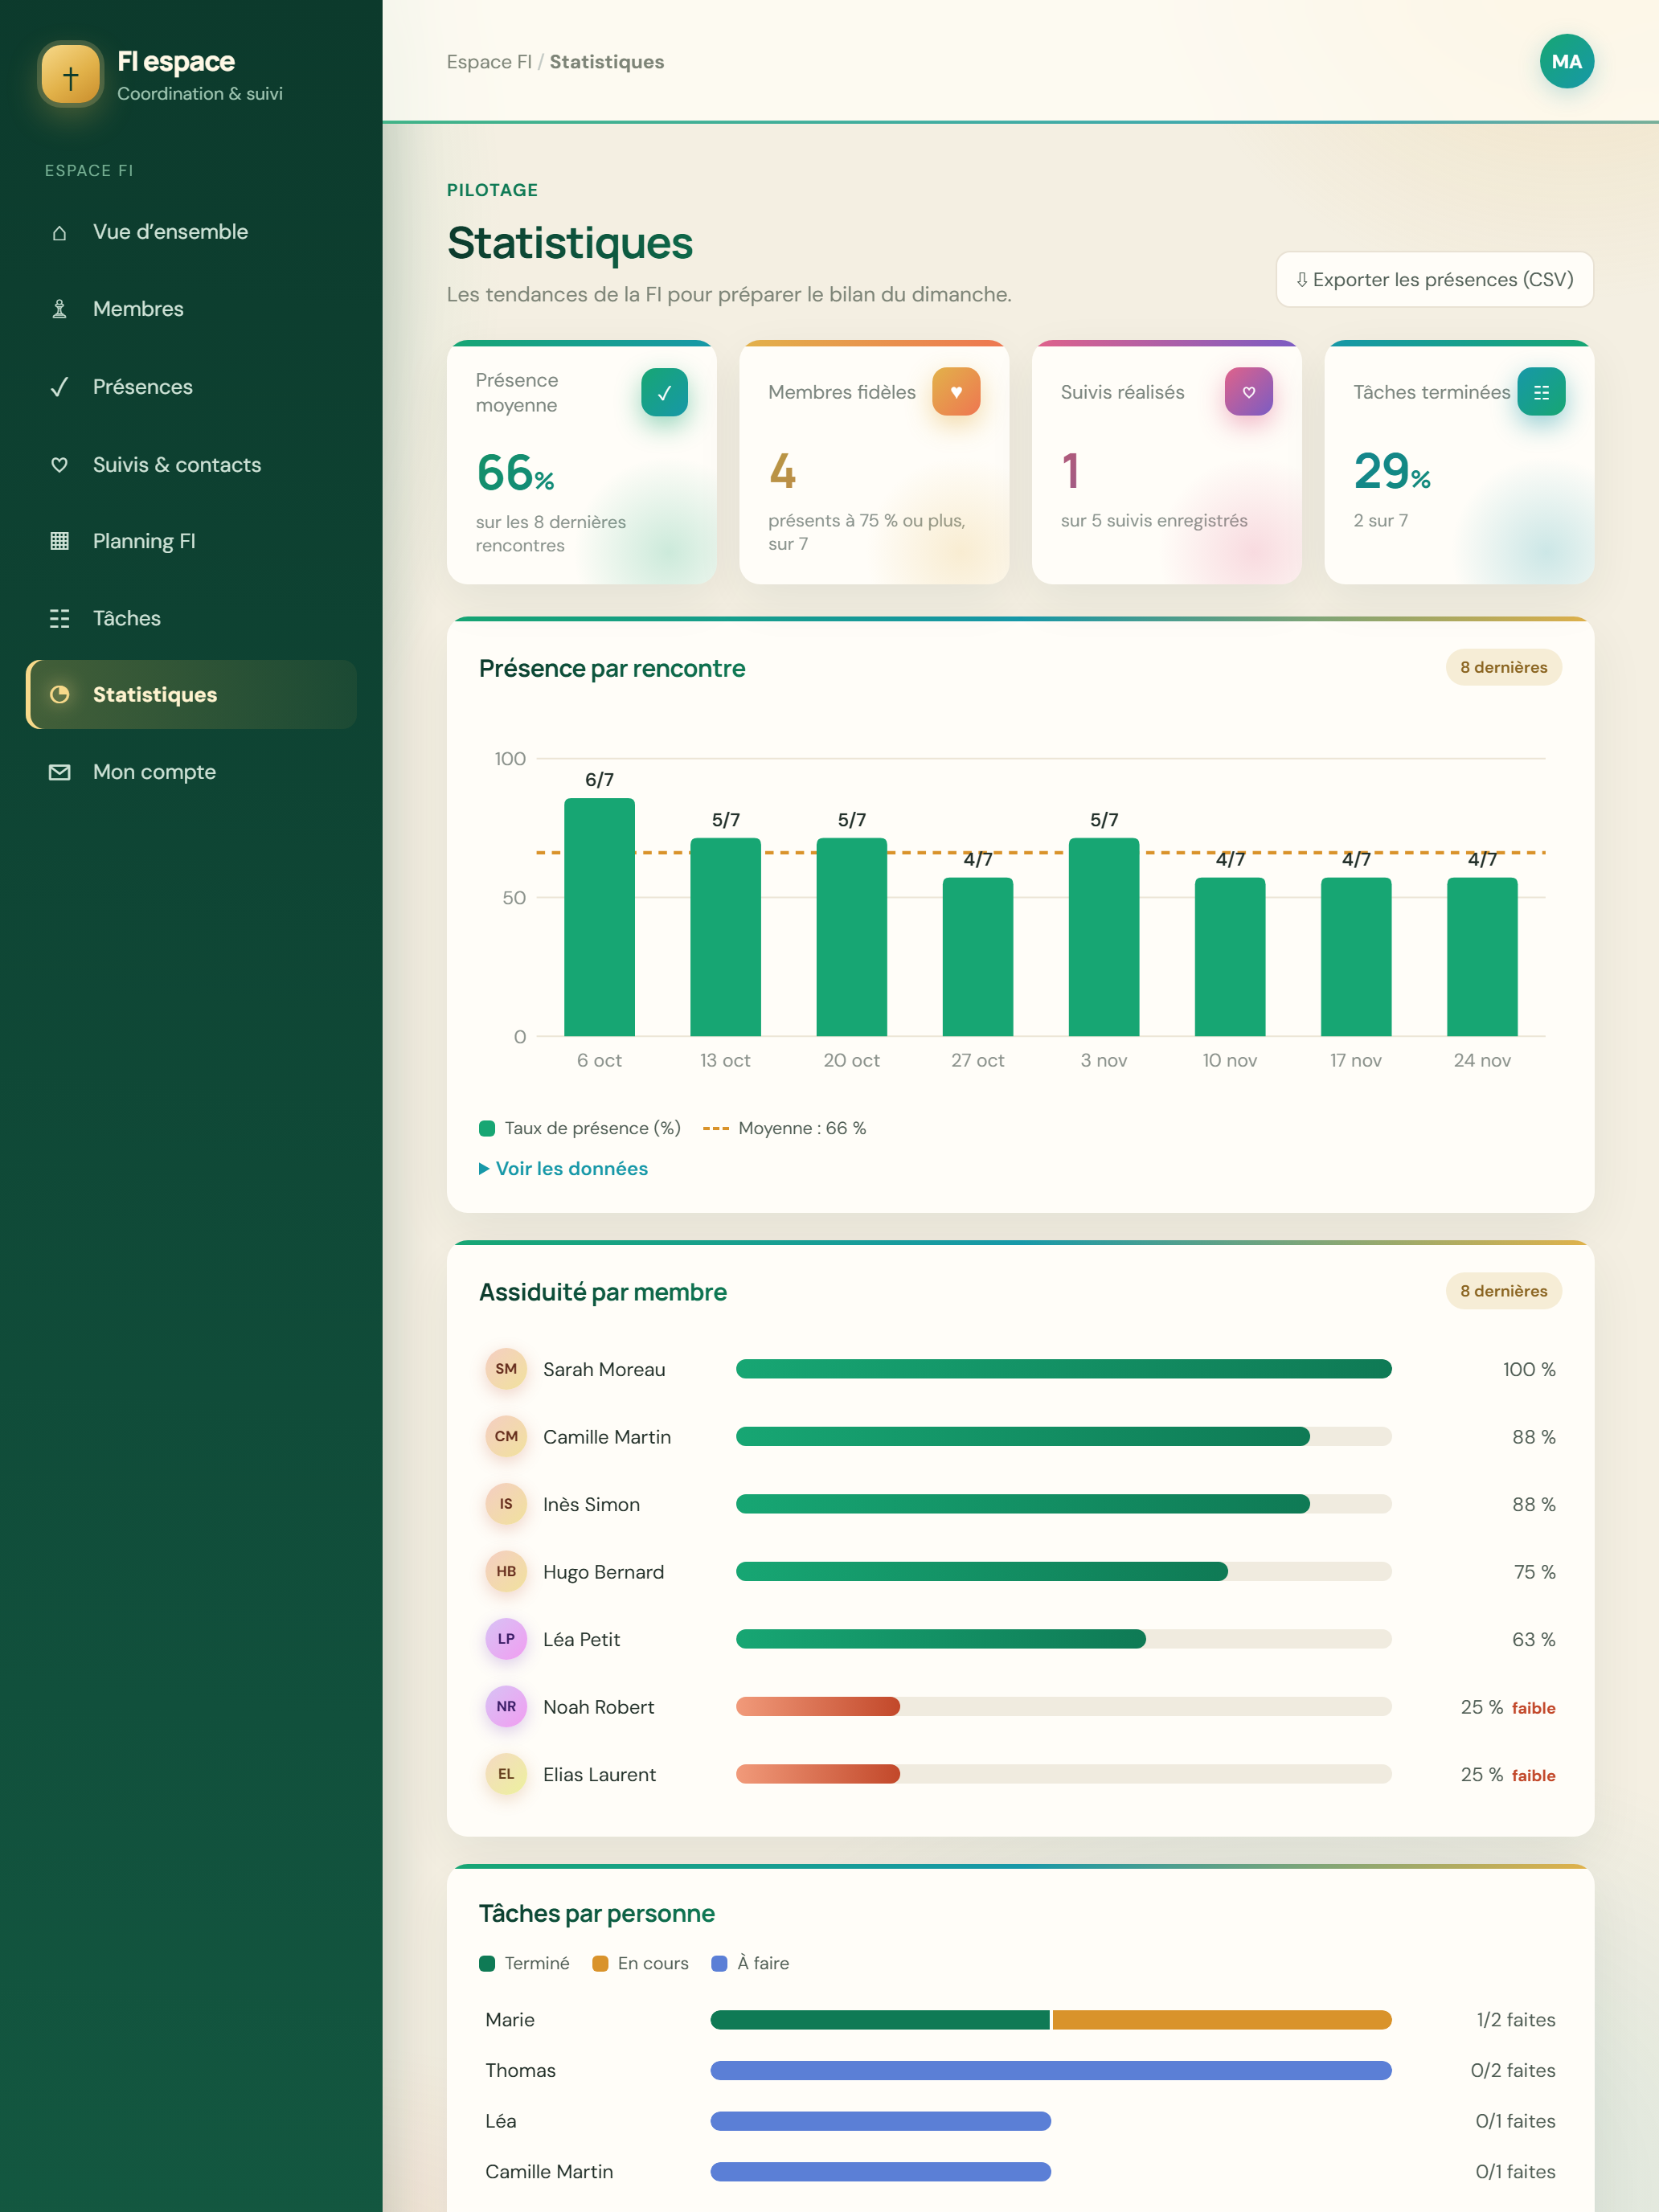 FI espace
Coordination & suivi
ESPACE FI
Vue d’ensemble
Membres
Présences
Suivis & contacts
Planning FI
Tâches
Statistiques
Mon compte
Espace FI / Statistiques
MA
PILOTAGE
Statistiques
Les tendances de la FI pour préparer le bilan du dimanche.
⇩ Exporter les présences (CSV)
Présence
moyenne
66%
sur les 8 dernières
rencontres
Membres fidèles
4
présents à 75 % ou plus,
sur 7
Suivis réalisés
1
sur 5 suivis enregistrés
Tâches terminées
29%
2 sur 7
Présence par rencontre
8 dernières
100
50
0
6/7
5/7
5/7
4/7
5/7
4/7
4/7
4/7
6 oct
13 oct
20 oct
27 oct
3 nov
10 nov
17 nov
24 nov
Taux de présence (%)
Moyenne : 66 %
Voir les données
Assiduité par membre
8 dernières
SM Sarah Moreau 100 %
CM Camille Martin 88 %
IS Inès Simon 88 %
HB Hugo Bernard 75 %
LP Léa Petit 63 %
NR Noah Robert 25 % faible
EL Elias Laurent 25 % faible
Tâches par personne
Terminé
En cours
À faire
Marie 1/2 faites
Thomas 0/2 faites
Léa 0/1 faites
Camille Martin 0/1 faites